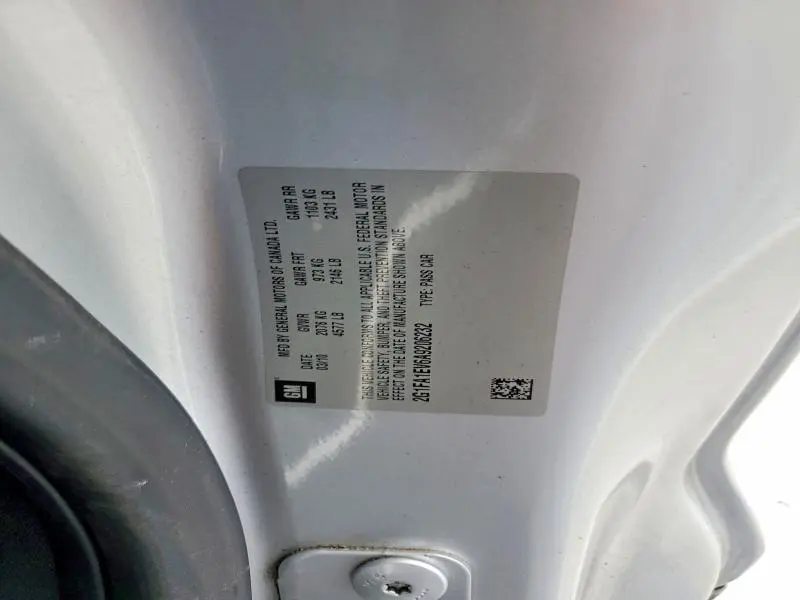 GM
MFD BY GENERAL MOTORS OF CANADA LTD.
DATE GVWR GAWR FRT GAWR RR
03/10 2076 KG 973 KG 1103 KG
4577 LB 2146 LB 2431 LB
THIS VEHICLE CONFORMS TO ALL APPLICABLE U.S. FEDERAL MOTOR
VEHICLE SAFETY, BUMPER, AND THEFT PREVENTION STANDARDS IN
EFFECT ON THE DATE OF MANUFACTURE SHOWN ABOVE.
2G1FA1EV6A9206232 TYPE: PASS CAR